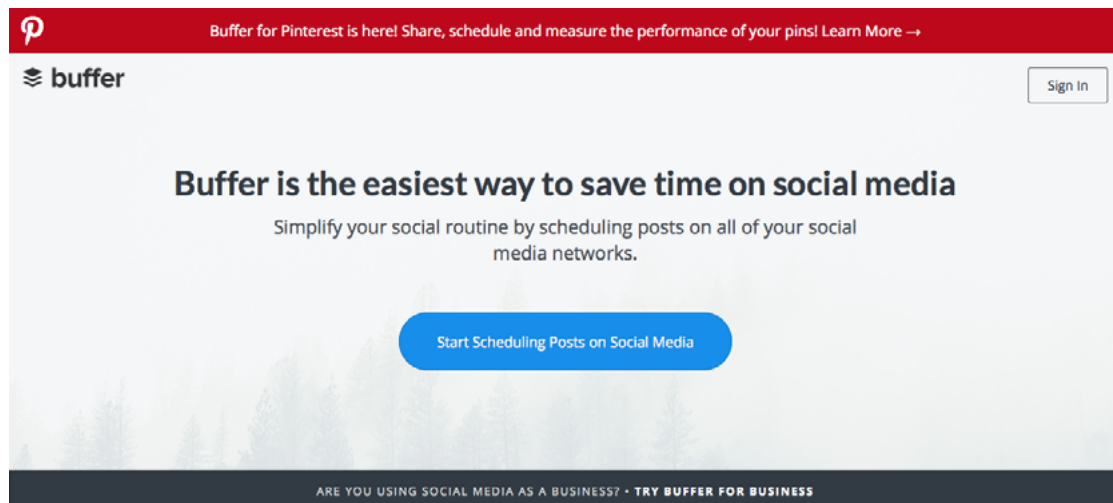 Buffer for Pinterest is here! Share, schedule and measure the performance of your pins! Learn More →
buffer
Sign In
Buffer is the easiest way to save time on social media
Simplify your social routine by scheduling posts on all of your social
media networks.
Start Scheduling Posts on Social Media
ARE YOU USING SOCIAL MEDIA AS A BUSINESS? • TRY BUFFER FOR BUSINESS